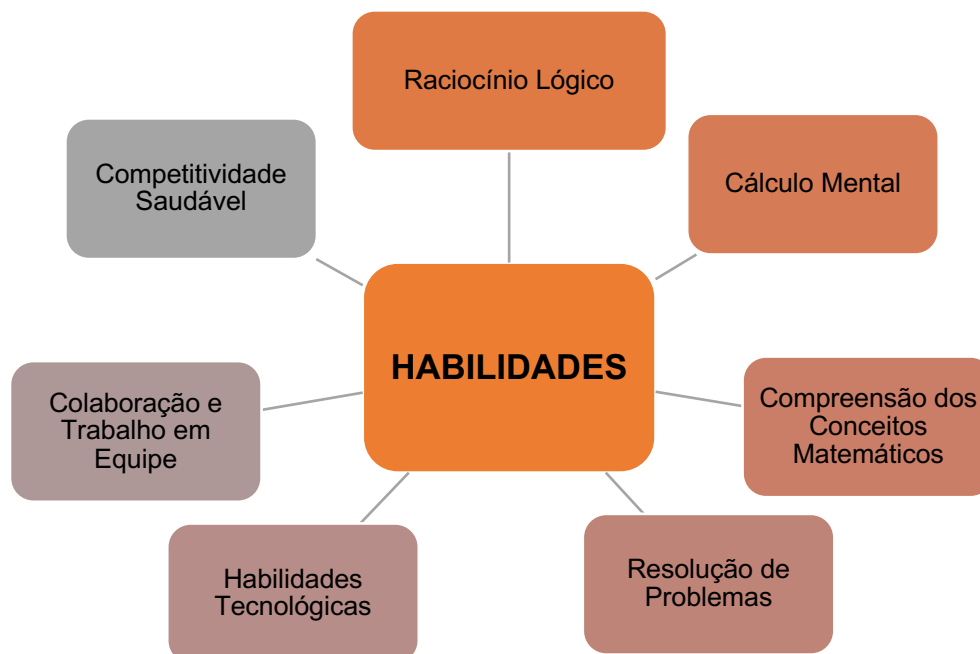 Raciocínio Lógico
Cálculo Mental
Compreensão dos
Conceitos
Matemáticos
Resolução de
Problemas
Habilidades
Tecnológicas
Colaboração e
Trabalho em
Equipe
Competitividade
Saudável
HABILIDADES